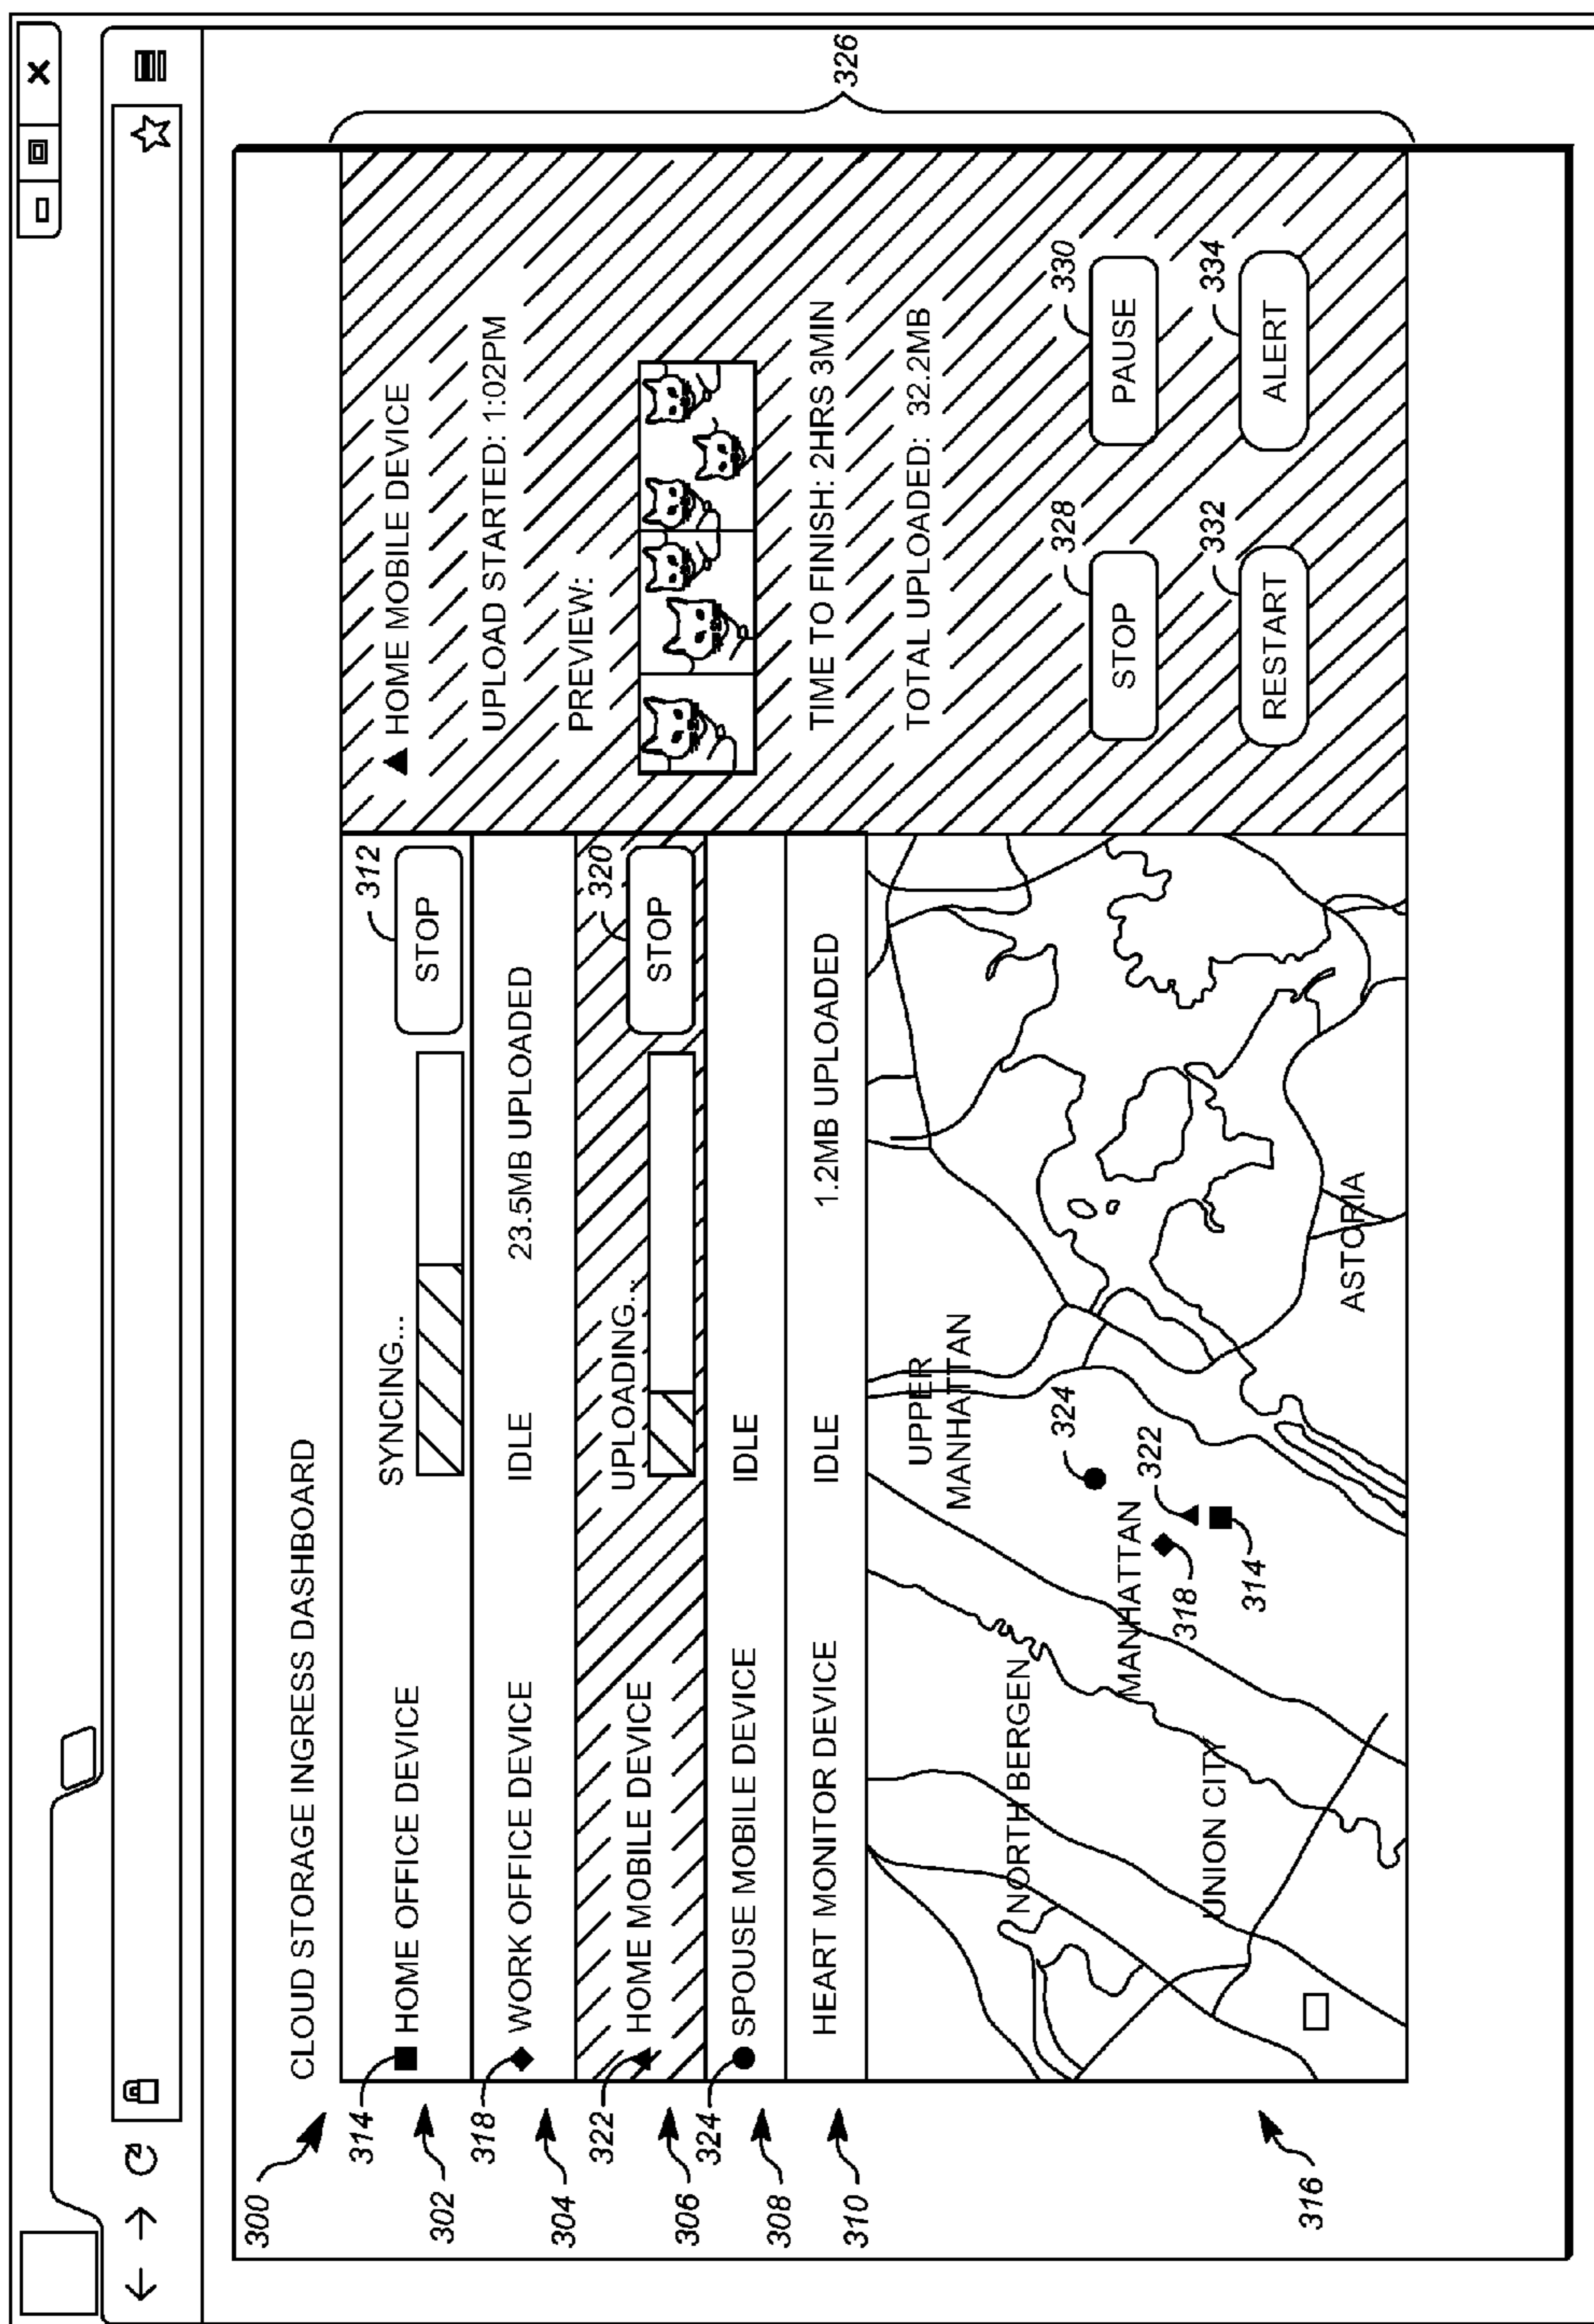 300
CLOUD STORAGE INGRESS DASHBOARD
314
302
HOME OFFICE DEVICE
SYNCING...
312
STOP
318
304
WORK OFFICE DEVICE
IDLE
23.5MB UPLOADED
322
306
HOME MOBILE DEVICE
UPLOADING...
320
STOP
324
308
SPOUSE MOBILE DEVICE
IDLE
310
HEART MONITOR DEVICE
IDLE
1.2MB UPLOADED
316
UPPER
MANHATTAN
NORTH BERGEN
324
MANHATTAN
322
318
UNION CITY
314
ASTORIA
326
HOME MOBILE DEVICE
UPLOAD STARTED: 1:02PM
PREVIEW:
TIME TO FINISH: 2HRS 3MIN
TOTAL UPLOADED: 32.2MB
328
330
STOP
PAUSE
332
334
RESTART
ALERT